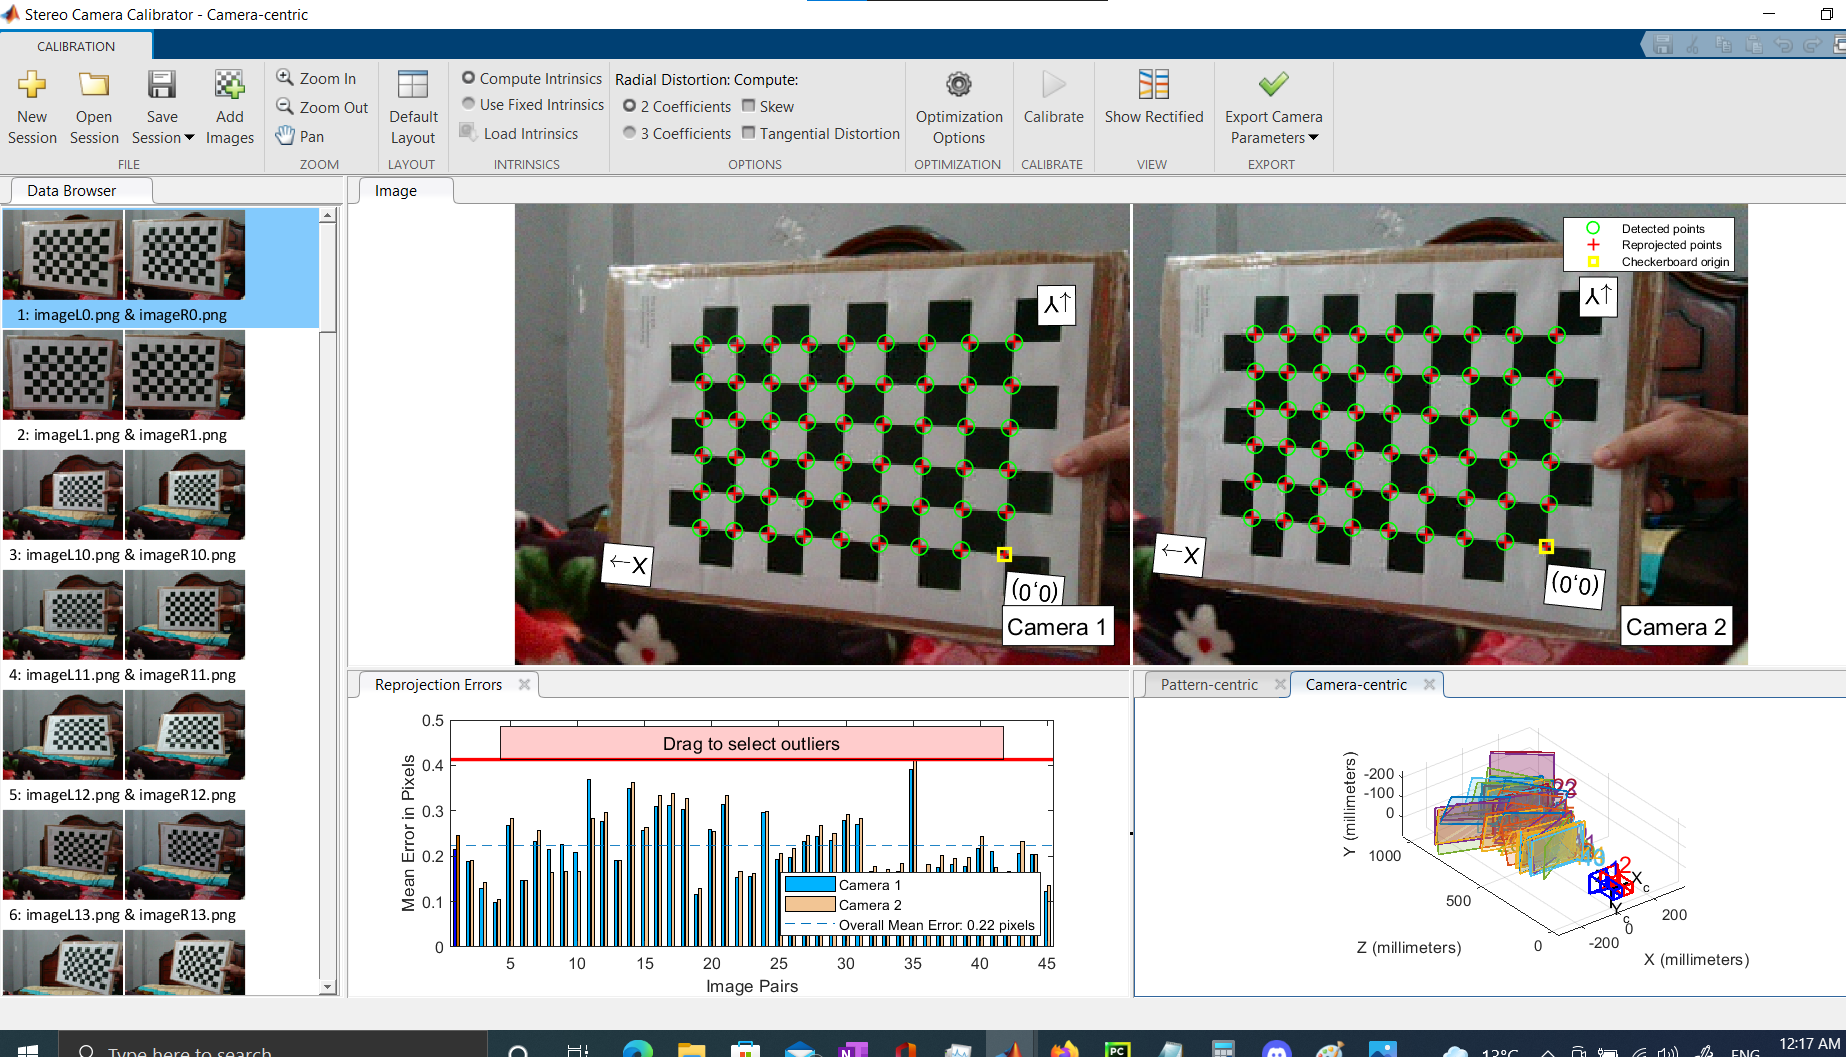 Stereo Camera Calibrator - Camera-centric
CALIBRATION
New Session
Open Session
Save Session
Add Images
FILE
Zoom In
Zoom Out
Pan
ZOOM
Default Layout
LAYOUT
Compute Intrinsics
Use Fixed Intrinsics
Load Intrinsics
INTRINSICS
Radial Distortion: Compute:
2 Coefficients Skew
3 Coefficients Tangential Distortion
OPTIONS
Optimization Options
OPTIMIZATION
Calibrate
CALIBRATE
Show Rectified
VIEW
Export Camera Parameters
EXPORT
Data Browser
1: imageL0.png & imageR0.png
2: imageL1.png & imageR1.png
3: imageL10.png & imageR10.png
4: imageL11.png & imageR11.png
5: imageL12.png & imageR12.png
6: imageL13.png & imageR13.png
Image
Y→
←X
(0,0)
Camera 1
Detected points
Reprojected points
Checkerboard origin
Y→
←X
(0,0)
Camera 2
Reprojection Errors
Drag to select outliers
Mean Error in Pixels
0.5
0.4
0.3
0.2
0.1
0
Camera 1
Camera 2
Overall Mean Error: 0.22 pixels
5 10 15 20 25 30 35 40 45
Image Pairs
Pattern-centric
Camera-centric
Y (millimeters)
-200
-100
0
1000
500
0
Z (millimeters)
-200
0
200
X (millimeters)
Xc
Yc
Type here to search
PC
13°C
ENG
12:17 AM